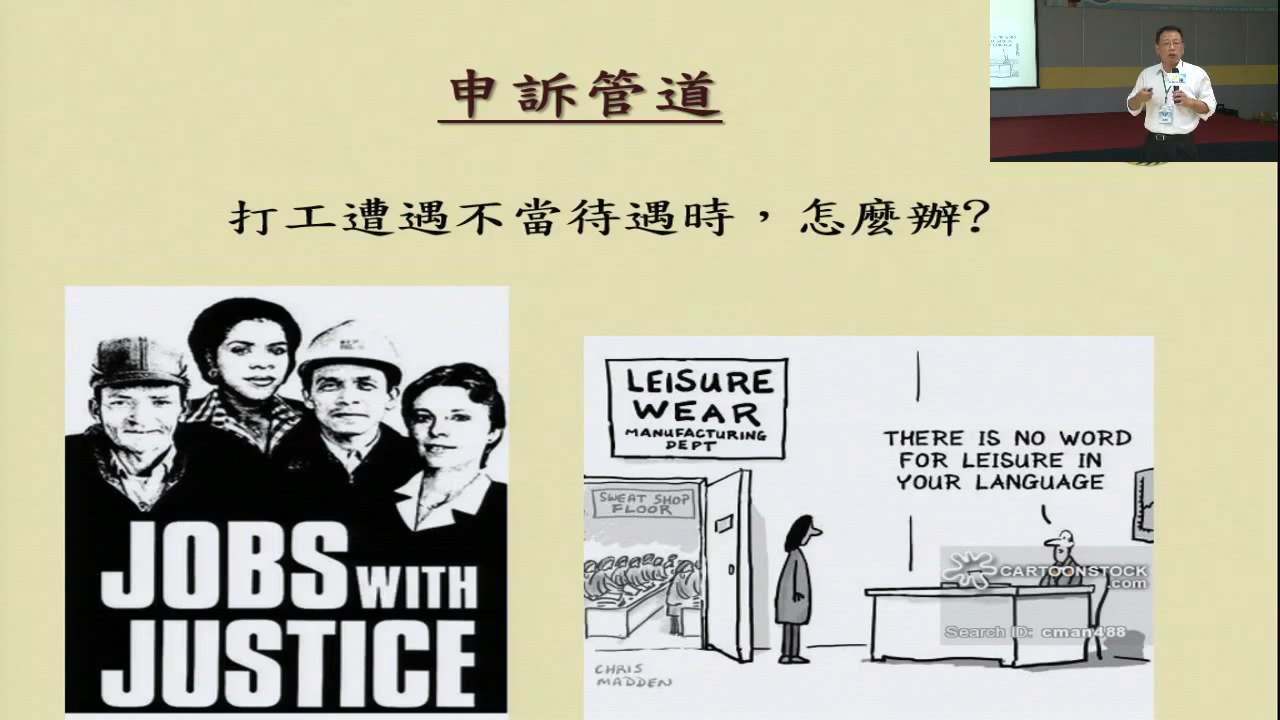 申訴管道
打工遭遇不當待遇時，怎麼辦?
JOBS WITH
JUSTICE
LEISURE
WEAR
MANUFACTURING
DEPT
SWEAT SHOP
FLOOR
THERE IS NO WORD
FOR LEISURE IN
YOUR LANGUAGE
CARTOONSTOCK
.com
Search ID: cman488
CHRIS
MADDEN